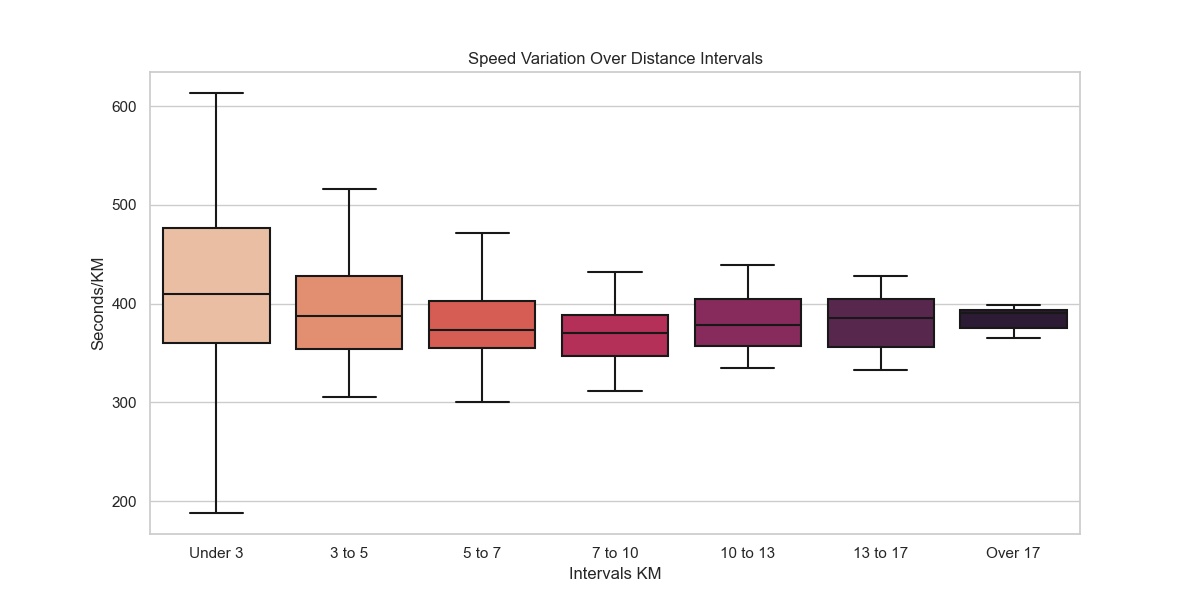 Speed Variation Over Distance Intervals
Seconds/KM
600
500
400
300
200
Under 3
3 to 5
5 to 7
7 to 10
10 to 13
13 to 17
Over 17
Intervals KM